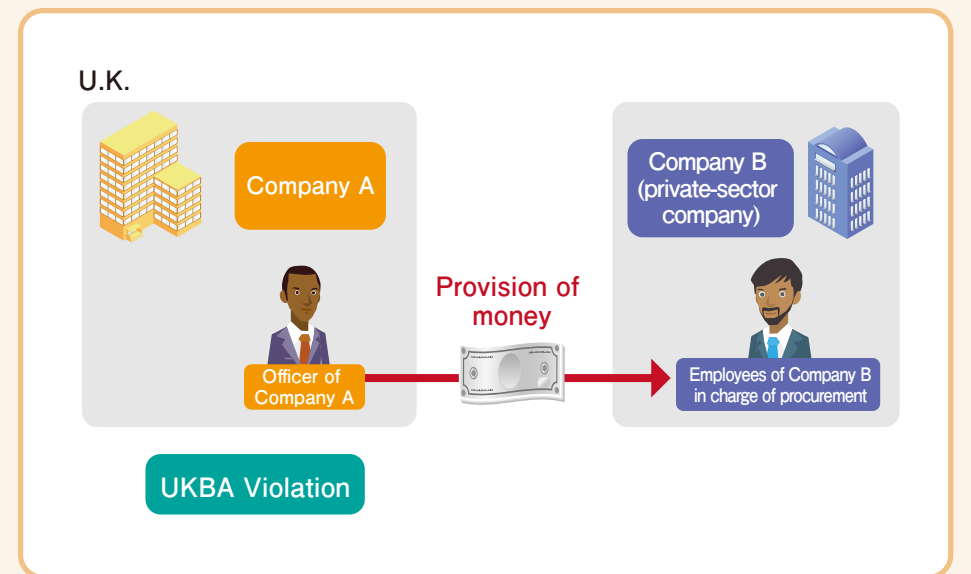 U.K.
Company A
Company B
(private-sector
company)
Provision of
money
Officer of
Company A
Employees of Company B
in charge of procurement
UKBA Violation